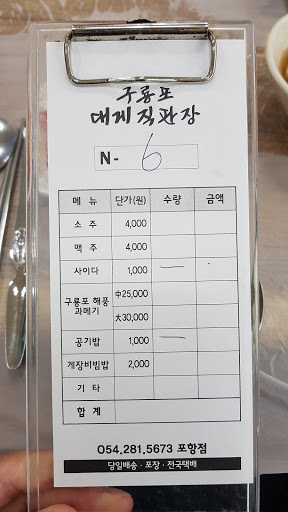 구룡포
대게 직판장
N- 6
메 뉴 단가(원) 수량 금액
소 주 4,000
맥 주 4,000
사이다 1,000 一 -
구룡포 해풍 과메기 中25,000
大30,000
공기밥 1,000 一
게장비빔밥 2,000
기 타
합 계
054.281.5673 포항점
당일배송 · 포장 · 전국택배